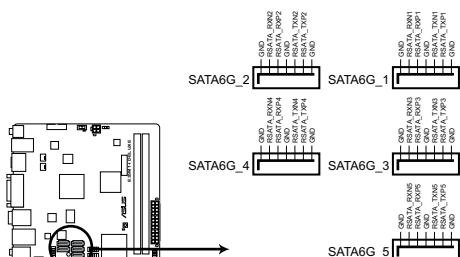 GND
RSATA_RXN2
RSATA_RXP2
GND
RSATA_TXN2
RSATA_TXP2
GND
SATA6G_2
GND
RSATA_RXN1
RSATA_RXP1
GND
RSATA_TXN1
RSATA_TXP1
GND
SATA6G_1
GND
RSATA_RXN4
RSATA_RXP4
GND
RSATA_TXN4
RSATA_TXP4
GND
SATA6G_4
GND
RSATA_RXN3
RSATA_RXP3
GND
RSATA_TXN3
RSATA_TXP3
GND
SATA6G_3
GND
RSATA_RXN5
RSATA_RXP5
GND
RSATA_TXN5
RSATA_TXP5
GND
SATA6G_5
/ISUS